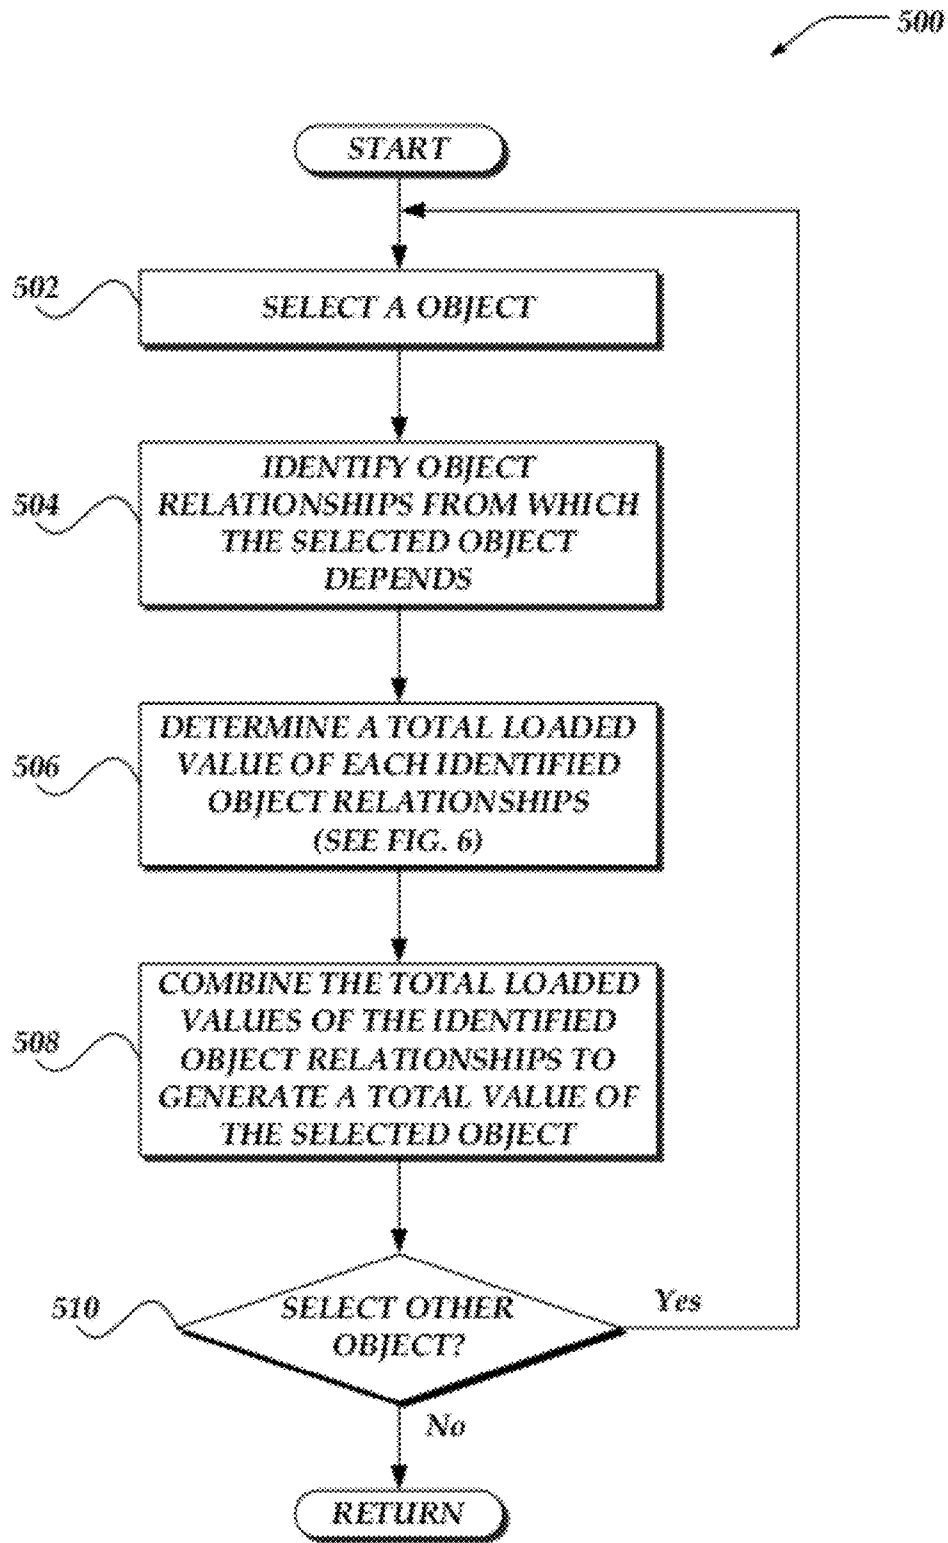 500
START
502
SELECT A OBJECT
504
IDENTIFY OBJECT
RELATIONSHIPS FROM WHICH
THE SELECTED OBJECT
DEPENDS
506
DETERMINE A TOTAL LOADED
VALUE OF EACH IDENTIFIED
OBJECT RELATIONSHIPS
(SEE FIG. 6)
508
COMBINE THE TOTAL LOADED
VALUES OF THE IDENTIFIED
OBJECT RELATIONSHIPS TO
GENERATE A TOTAL VALUE OF
THE SELECTED OBJECT
510
SELECT OTHER
OBJECT?
Yes
No
RETURN